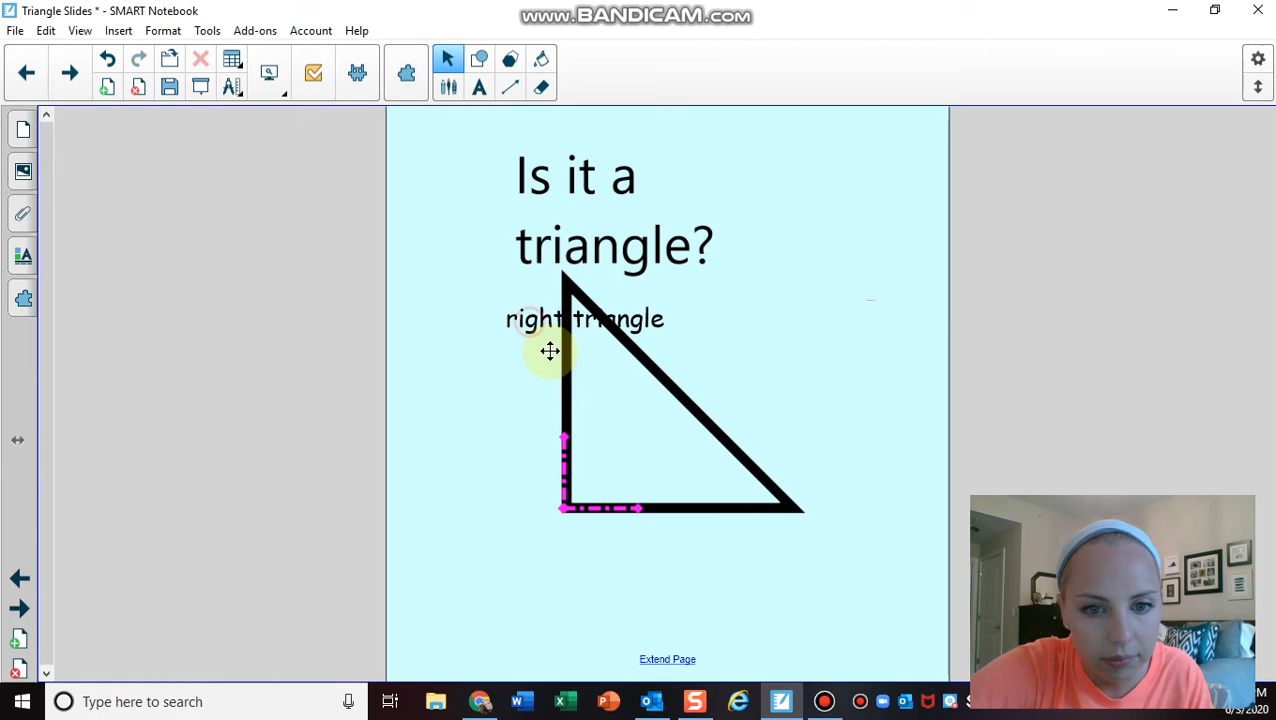 Triangle Slides * - SMART Notebook
www.BANDICAM.com
File Edit View Insert Format Tools Add-ons Account Help
Is it a
triangle?
right triangle
Extend Page
Type here to search